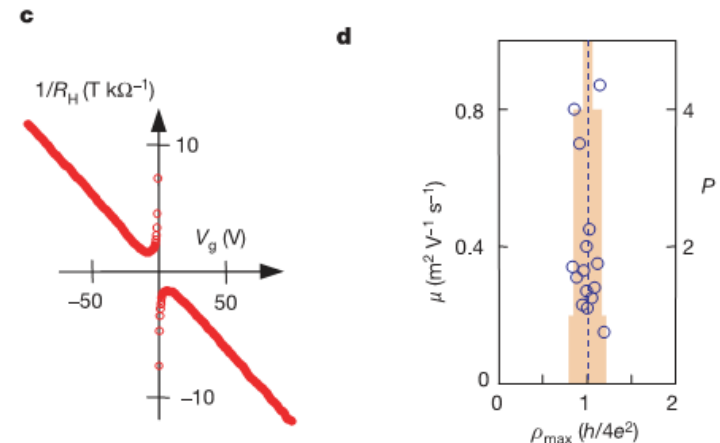 c
1/R_H (T kΩ⁻¹)
10
V_g (V)
−50
50
−10
d
0.8
0.4
0
μ (m² V⁻¹ s⁻¹)
4
2
P
0
1
2
ρ_max (h/4e²)